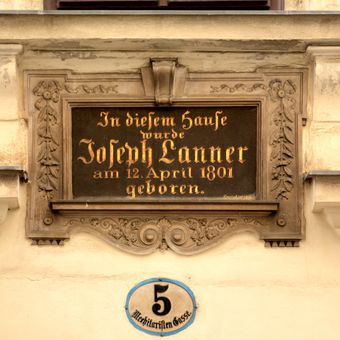 In diesem Hause
wurde
Joseph Lanner
am 12. April 1801
geboren.
5
Mechitaristen Gasse.